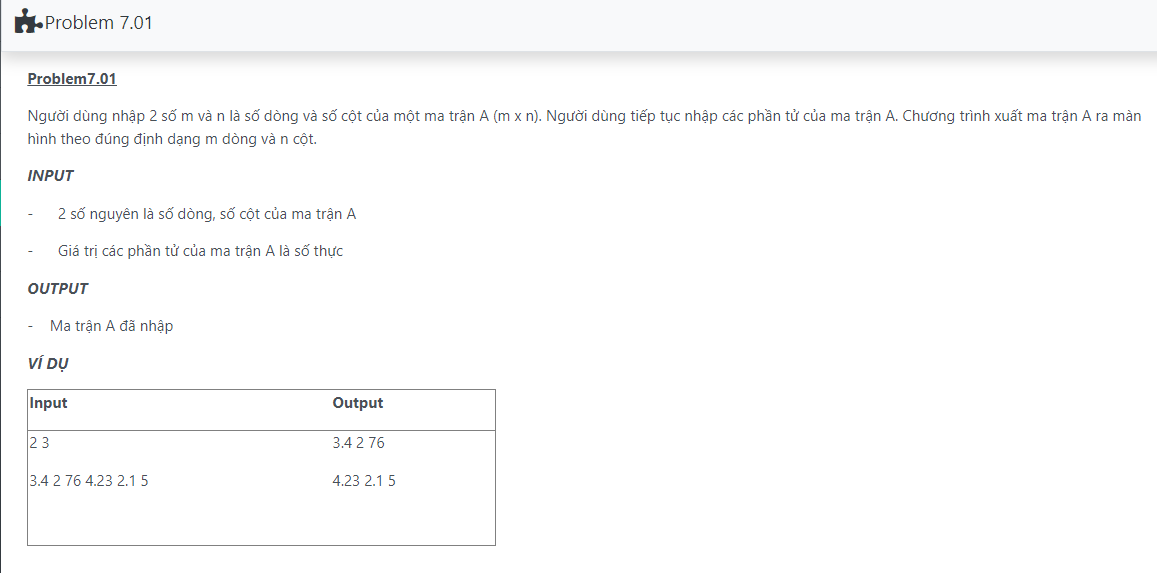 Problem 7.01
Problem7.01
Người dùng nhập 2 số m và n là số dòng và số cột của một ma trận A (m x n). Người dùng tiếp tục nhập các phần tử của ma trận A. Chương trình xuất ma trận A ra màn
hình theo đúng định dạng m dòng và n cột.
INPUT
- 2 số nguyên là số dòng, số cột của ma trận A
- Giá trị các phần tử của ma trận A là số thực
OUTPUT
- Ma trận A đã nhập
VÍ DỤ
Input Output
2 3 3.4 2 76
3.4 2 76 4.23 2.1 5 4.23 2.1 5